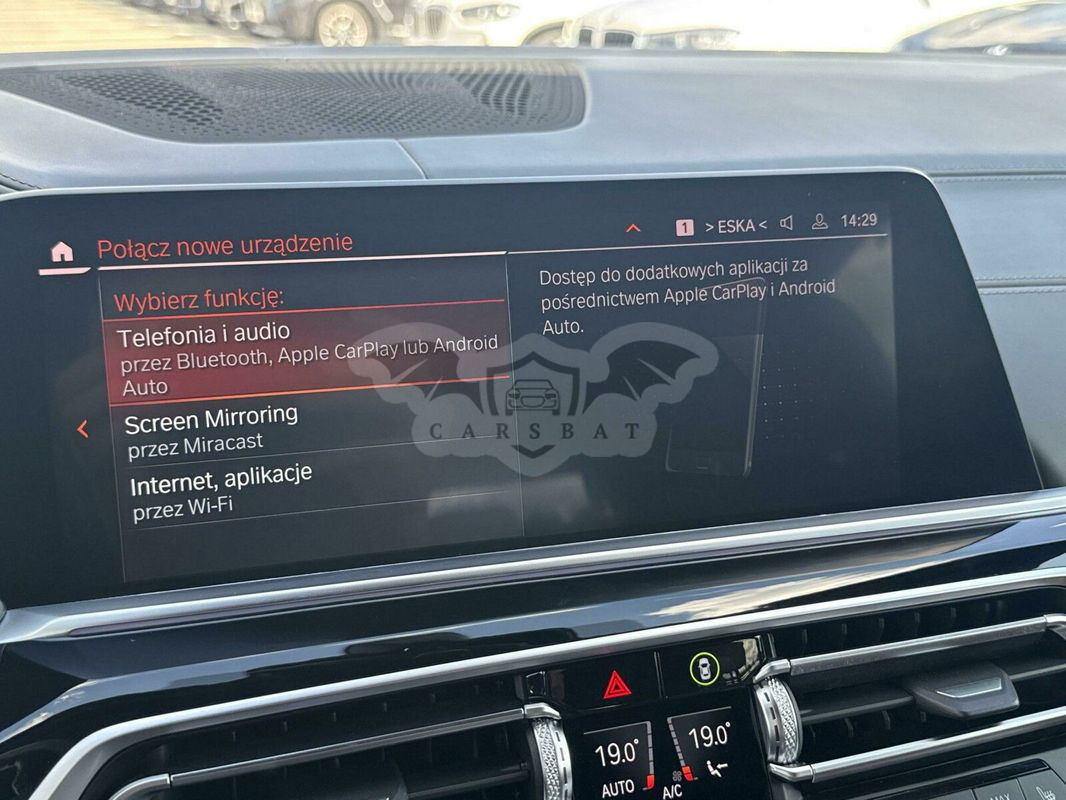 Połącz nowe urządzenie
1 > ESKA < 14:29
Wybierz funkcję:
Telefonia i audio
przez Bluetooth, Apple CarPlay lub Android
Auto
Screen Mirroring
przez Miracast
Internet, aplikacje
przez Wi-Fi
Dostęp do dodatkowych aplikacji za
pośrednictwem Apple CarPlay i Android
Auto.
CARSBAT
19.0°
AUTO
19.0°
A/C
MAX